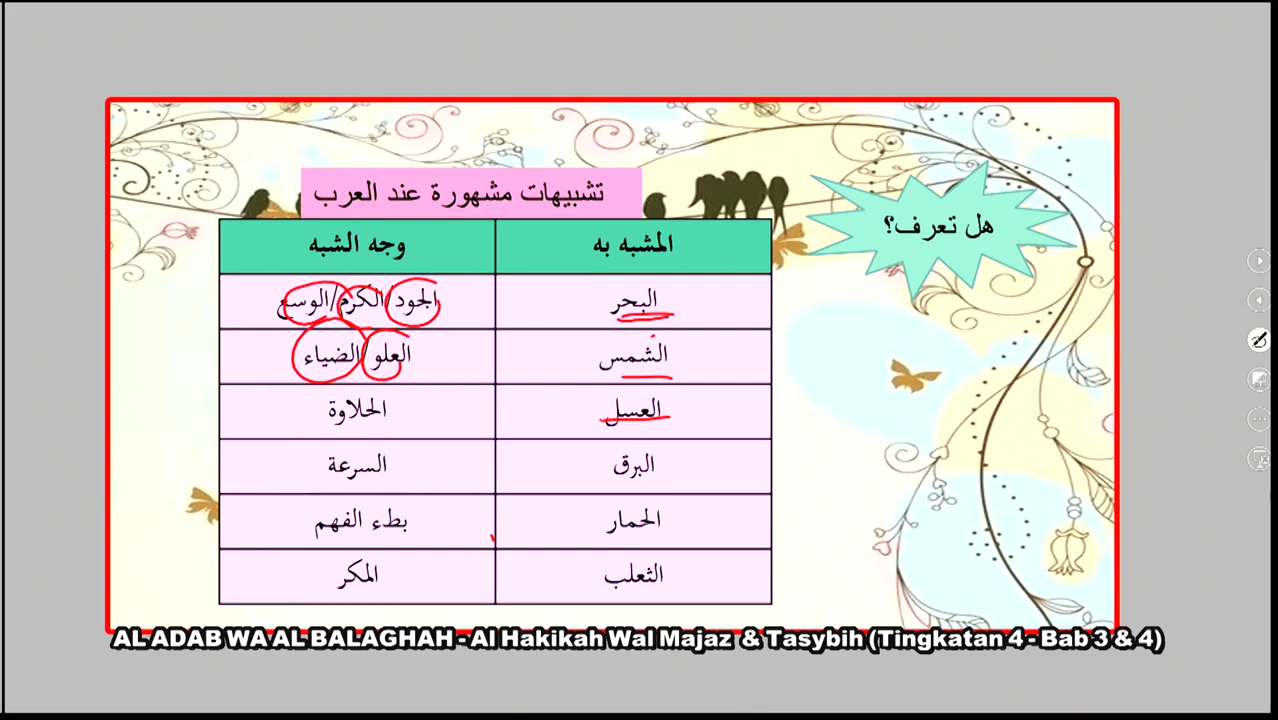 تشبيهات مشهورة عند العرب
هل تعرف؟
المشبه به وجه الشبه
البحر الجود/الكرم/الوسع
الشمس العلو/الضياء
العسل الحلاوة
البرق السرعة
الحمار بطء الفهم
الثعلب المكر
AL ADAB WA AL BALAGHAH - Al Hakikah Wal Majaz & Tasybih (Tingkatan 4 - Bab 3 & 4)